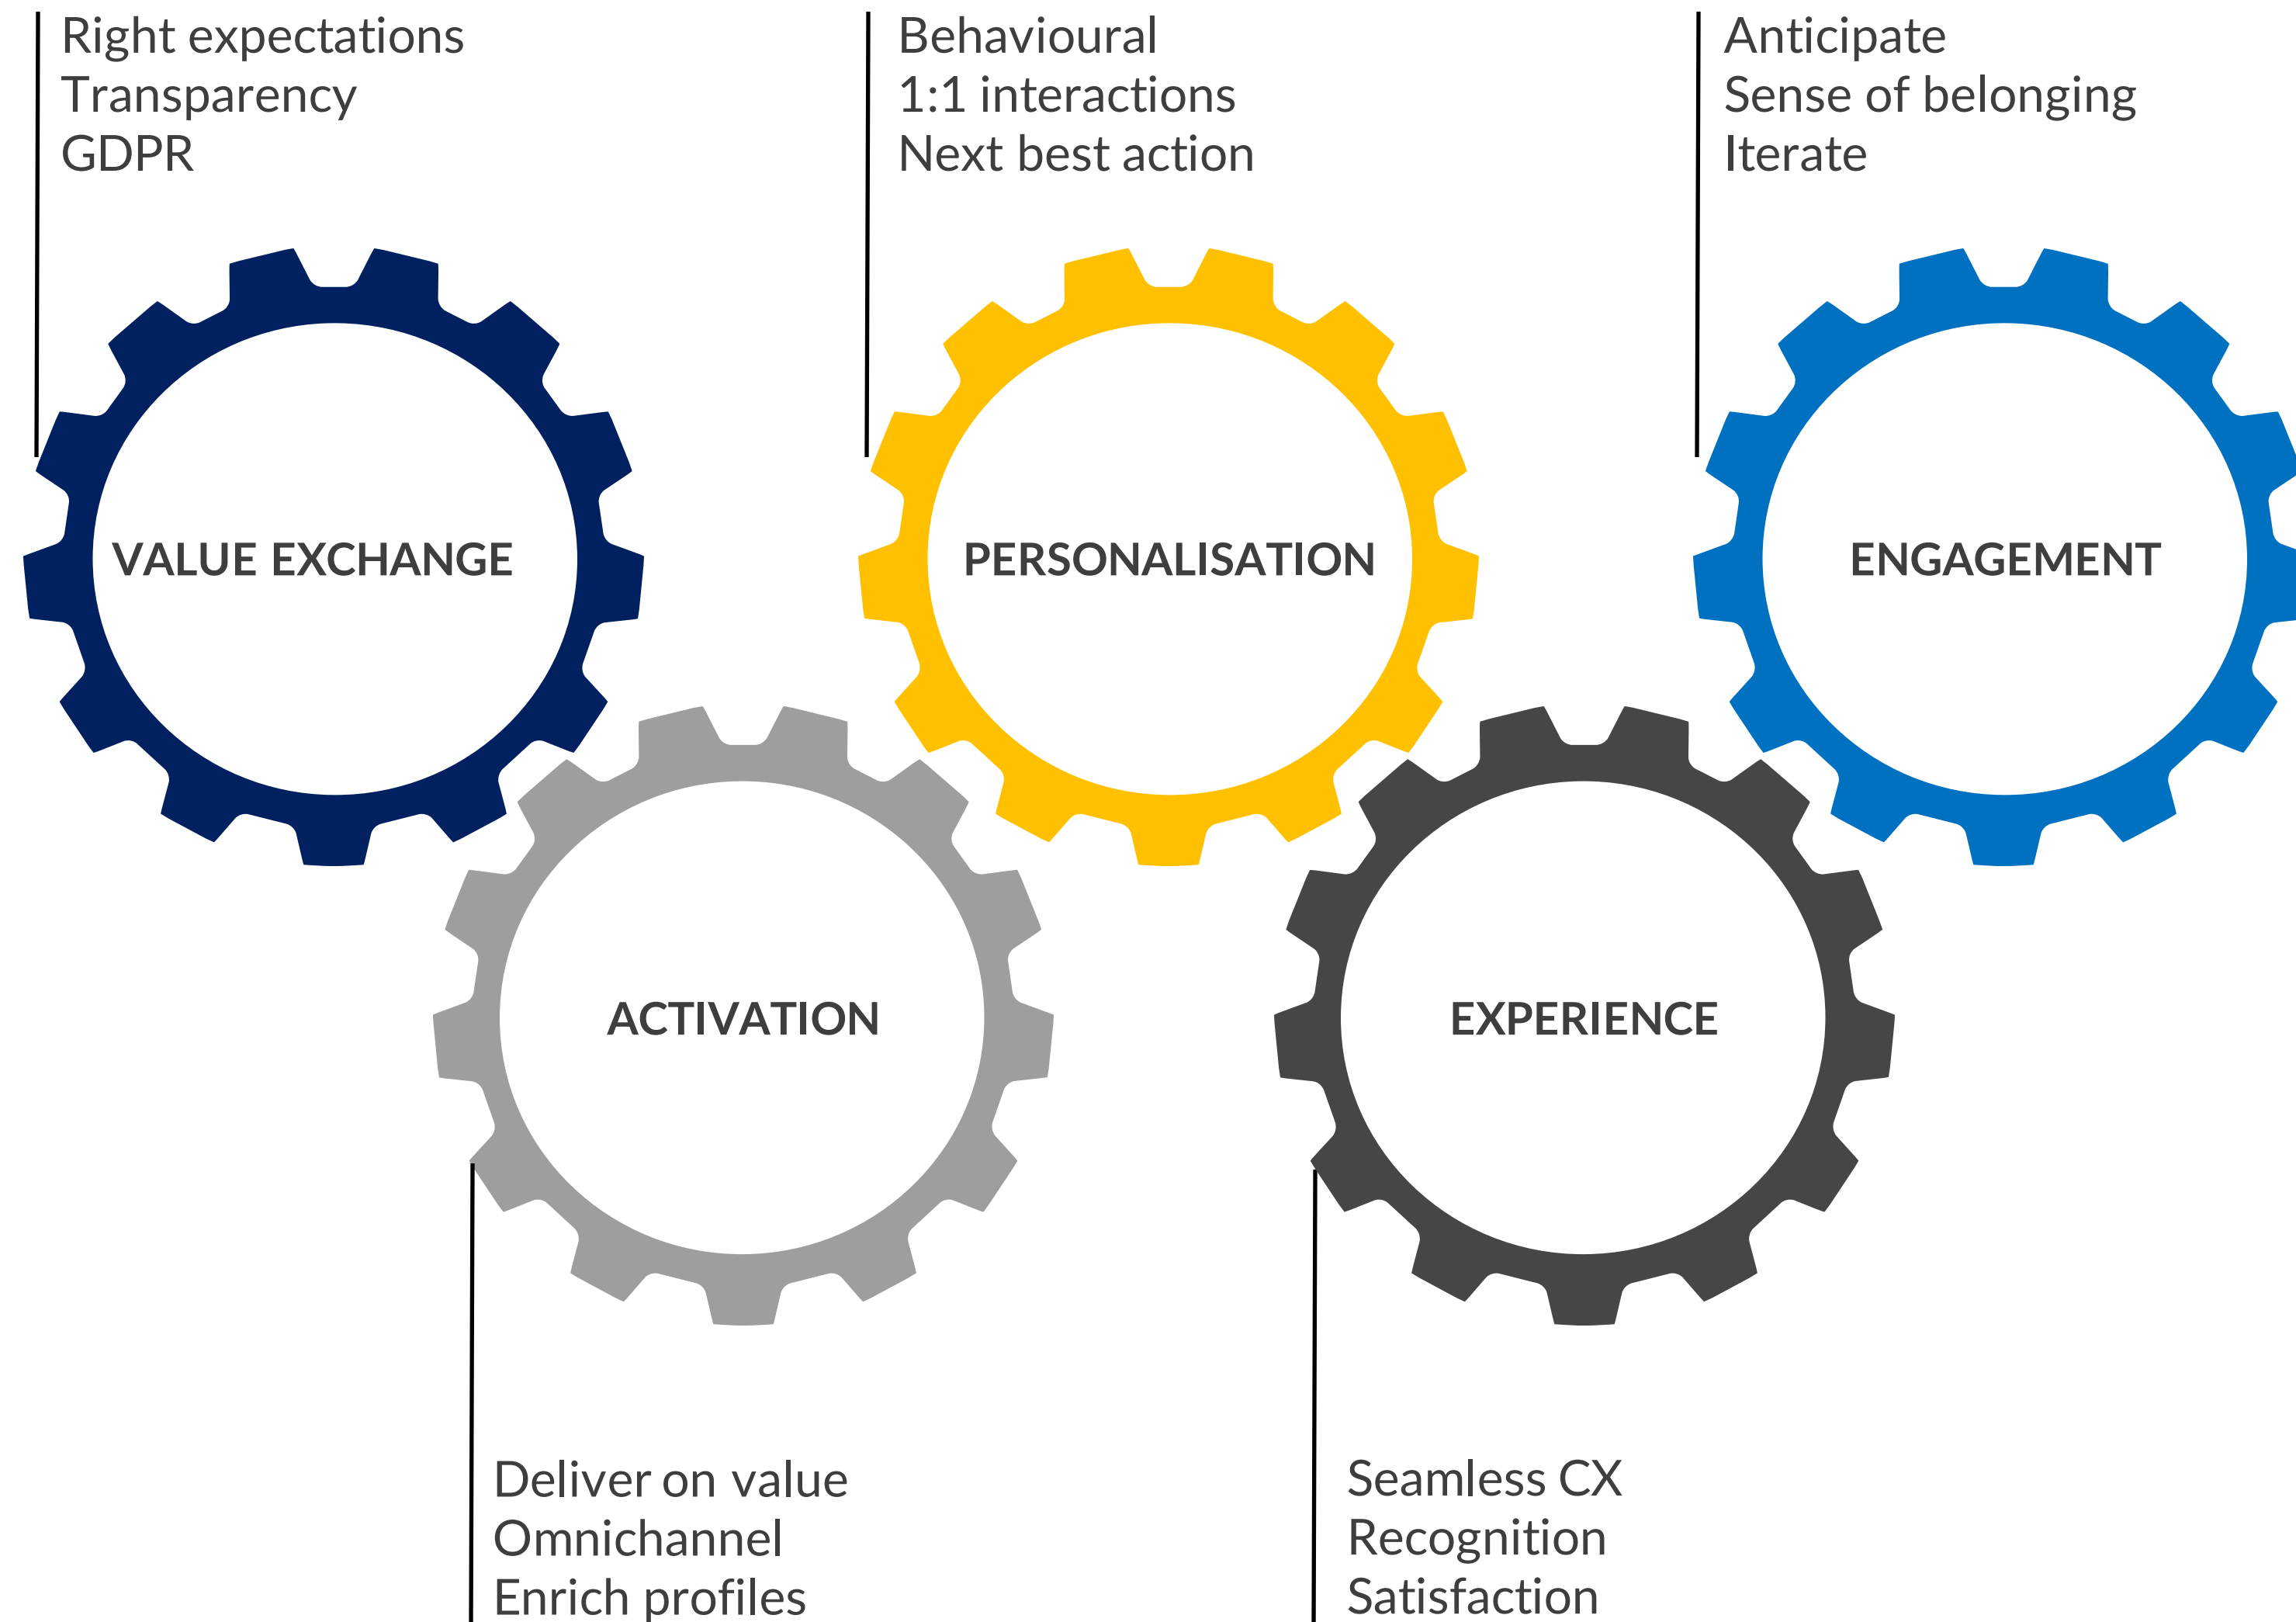 Right expectations
Transparency
GDPR
Behavioural
1:1 interactions
Next best action
Anticipate
Sense of belonging
Iterate
VALUE EXCHANGE
PERSONALISATION
ENGAGEMENT
ACTIVATION
EXPERIENCE
Deliver on value
Omnichannel
Enrich profiles
Seamless CX
Recognition
Satisfaction